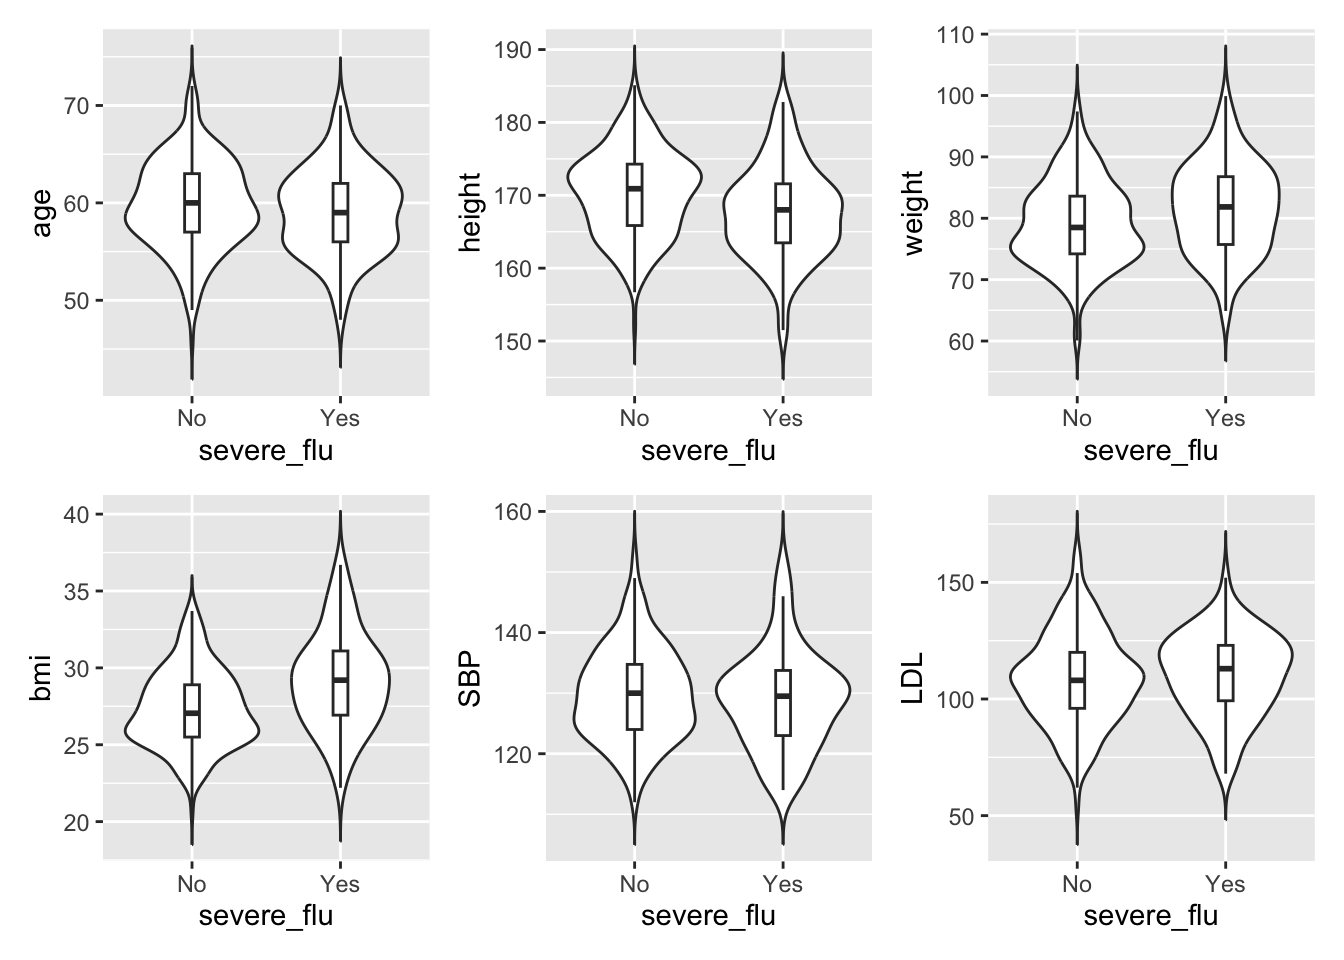 age
70
60
50
No Yes
severe_flu
height
190
180
170
160
150
No Yes
severe_flu
weight
110
100
90
80
70
60
No Yes
severe_flu
bmi
40
35
30
25
20
No Yes
severe_flu
SBP
160
140
120
No Yes
severe_flu
LDL
150
100
50
No Yes
severe_flu